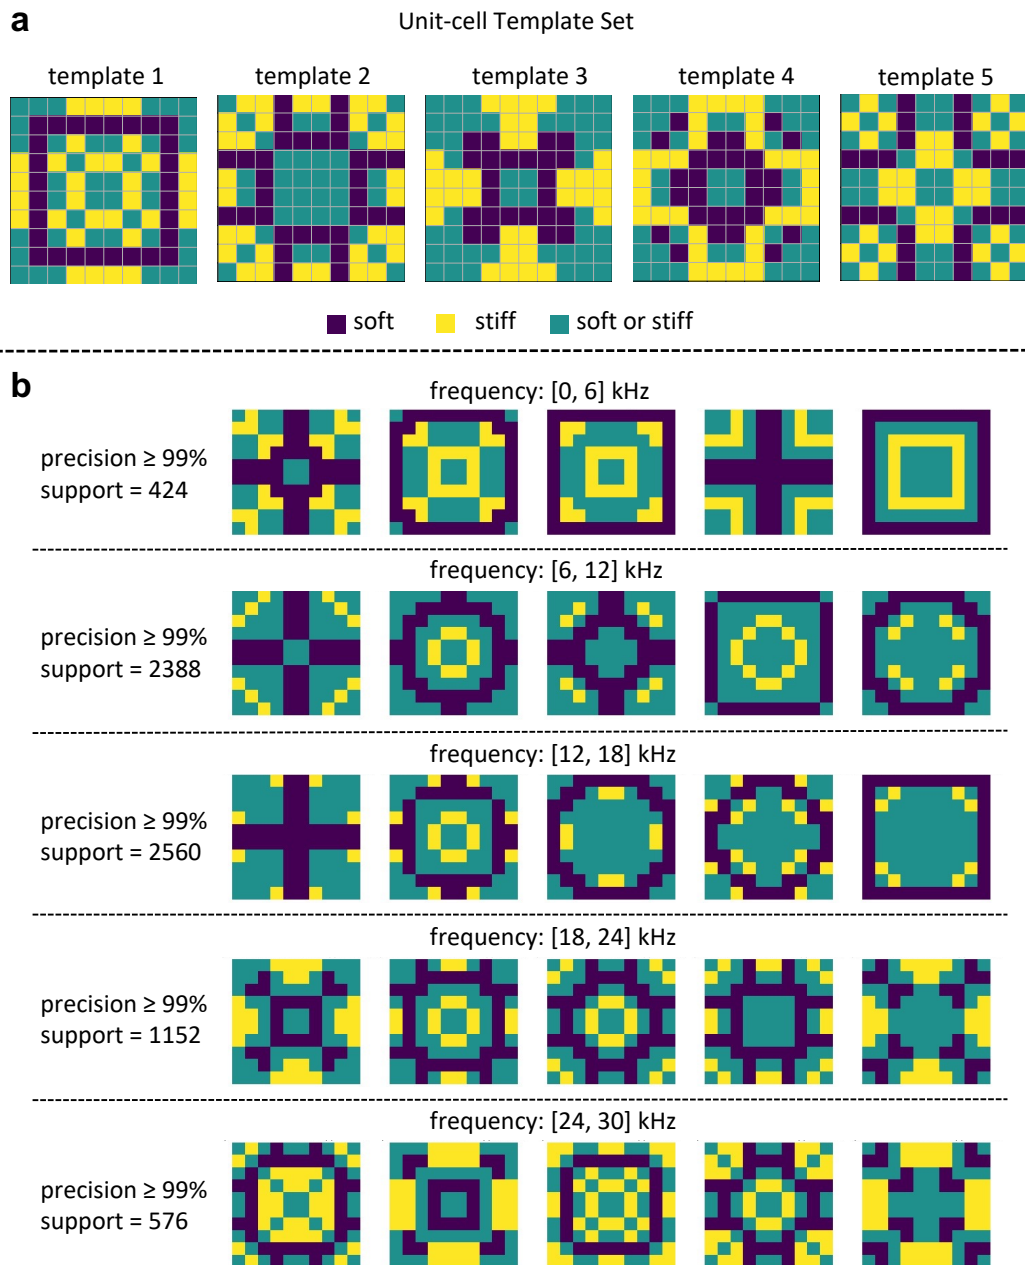 a
Unit-cell Template Set
template 1
template 2
template 3
template 4
template 5
soft
stiff
soft or stiff
b
frequency: [0, 6] kHz
precision ≥ 99%
support = 424
frequency: [6, 12] kHz
precision ≥ 99%
support = 2388
frequency: [12, 18] kHz
precision ≥ 99%
support = 2560
frequency: [18, 24] kHz
precision ≥ 99%
support = 1152
frequency: [24, 30] kHz
precision ≥ 99%
support = 576